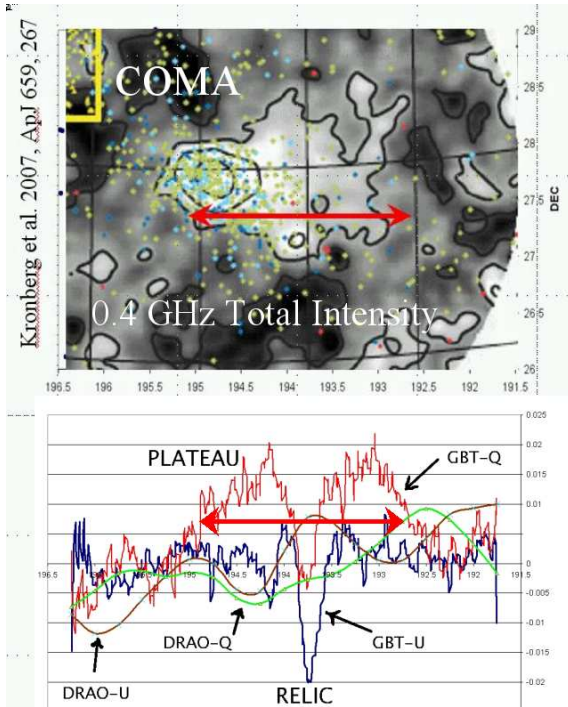 Kronberg et al. 2007, ApJ 659, 267
COMA
0.4 GHz Total Intensity
29
28.5
28
27.5
27
26.5
26
DEC
196.5 196 195.5 195 194.5 194 193.5 193 192.5 192 191.5
PLATEAU
GBT-Q
DRAO-Q
GBT-U
DRAO-U
RELIC
0.025
0.02
0.015
0.01
0
-0.005
-0.01
-0.015
-0.02
196.5 195 194.5 194 193 192.5 192 191.5